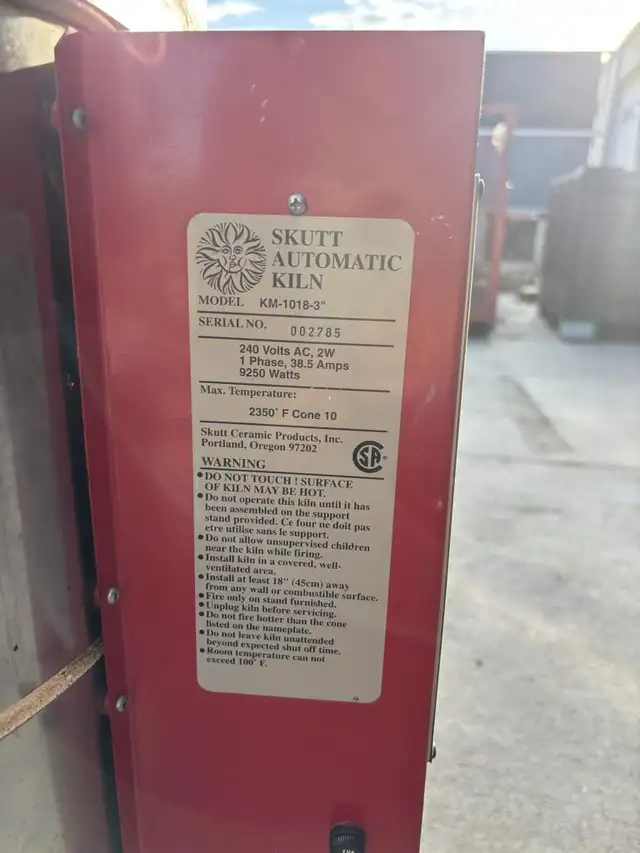 SKUTT
AUTOMATIC
KILN
MODEL KM-1018-3"
SERIAL NO. 002785
240 Volts AC, 2W
1 Phase, 38.5 Amps
9250 Watts
Max. Temperature:
2350° F Cone 10
Skutt Ceramic Products, Inc.
Portland, Oregon 97202
SA®
WARNING
• DO NOT TOUCH ! SURFACE
OF KILN MAY BE HOT.
• Do not operate this kiln until it has
been assembled on the support
stand provided. Ce four ne doit pas
etre utilise sans le support.
• Do not allow unsupervised children
near the kiln while firing.
• Install kiln in a covered, well-
ventilated area.
• Install at least 18" (45cm) away
from any wall or combustible surface.
• Fire only on stand furnished.
• Unplug kiln before servicing.
• Do not fire hotter than the cone
listed on the nameplate.
• Do not leave kiln unattended
beyond expected shut off time.
• Room temperature can not
exceed 100° F.